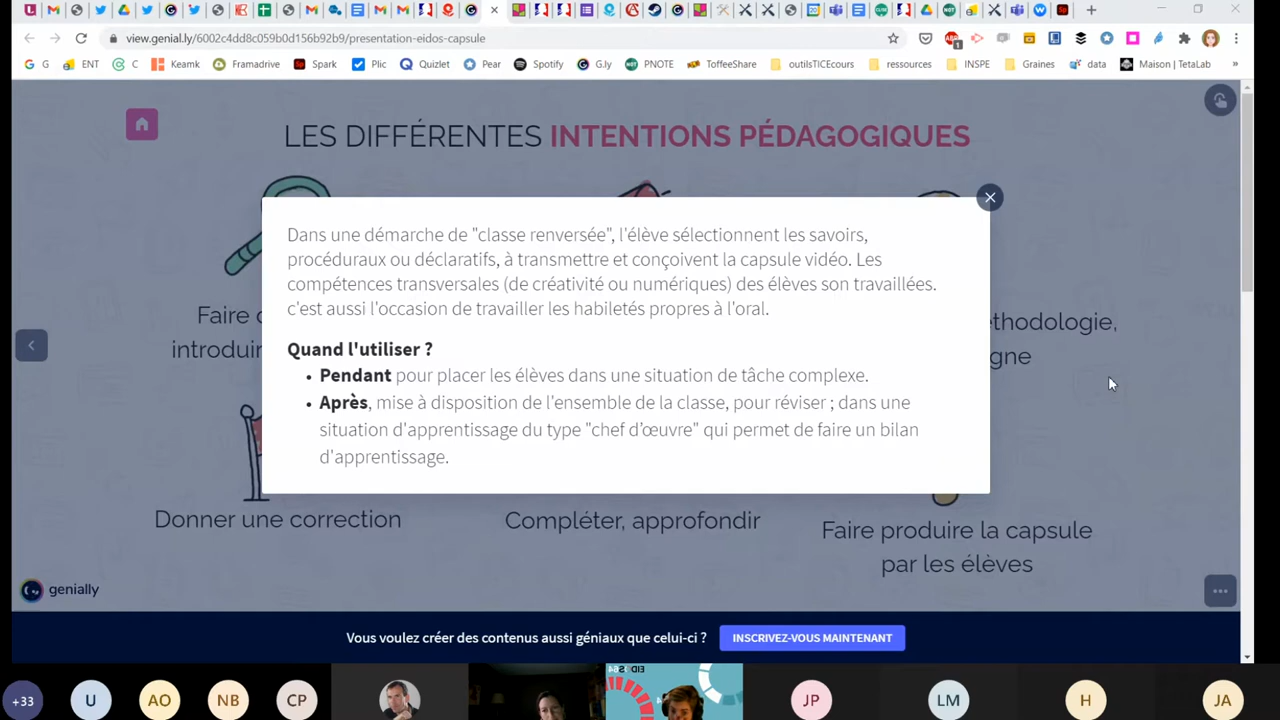 view.genial.ly/6002c4dd8c059b0d156b92b9/presentation-eidos-capsule
G ENT C Keamk Framadrive Spark Plic Quizlet Pear Spotify G.ly PNOTE ToffeeShare outilsTICEcours ressources INSPE Graines data Maison | TetaLab »
LES DIFFÉRENTES INTENTIONS PÉDAGOGIQUES
Dans une démarche de "classe renversée", l'élève sélectionnent les savoirs,
procéduraux ou déclaratifs, à transmettre et conçoivent la capsule vidéo. Les
compétences transversales (de créativité ou numériques) des élèves son travaillées.
c'est aussi l'occasion de travailler les habiletés propres à l'oral.
Quand l'utiliser ?
• Pendant pour placer les élèves dans une situation de tâche complexe.
• Après, mise à disposition de l'ensemble de la classe, pour réviser ; dans une
situation d'apprentissage du type "chef d'œuvre" qui permet de faire un bilan
d'apprentissage.
Faire
introduir
thodologie,
gne
Donner une correction
Compléter, approfondir
Faire produire la capsule
par les élèves
genially
Vous voulez créer des contenus aussi géniaux que celui-ci ? INSCRIVEZ-VOUS MAINTENANT
+33 U AO NB CP JP LM H JA